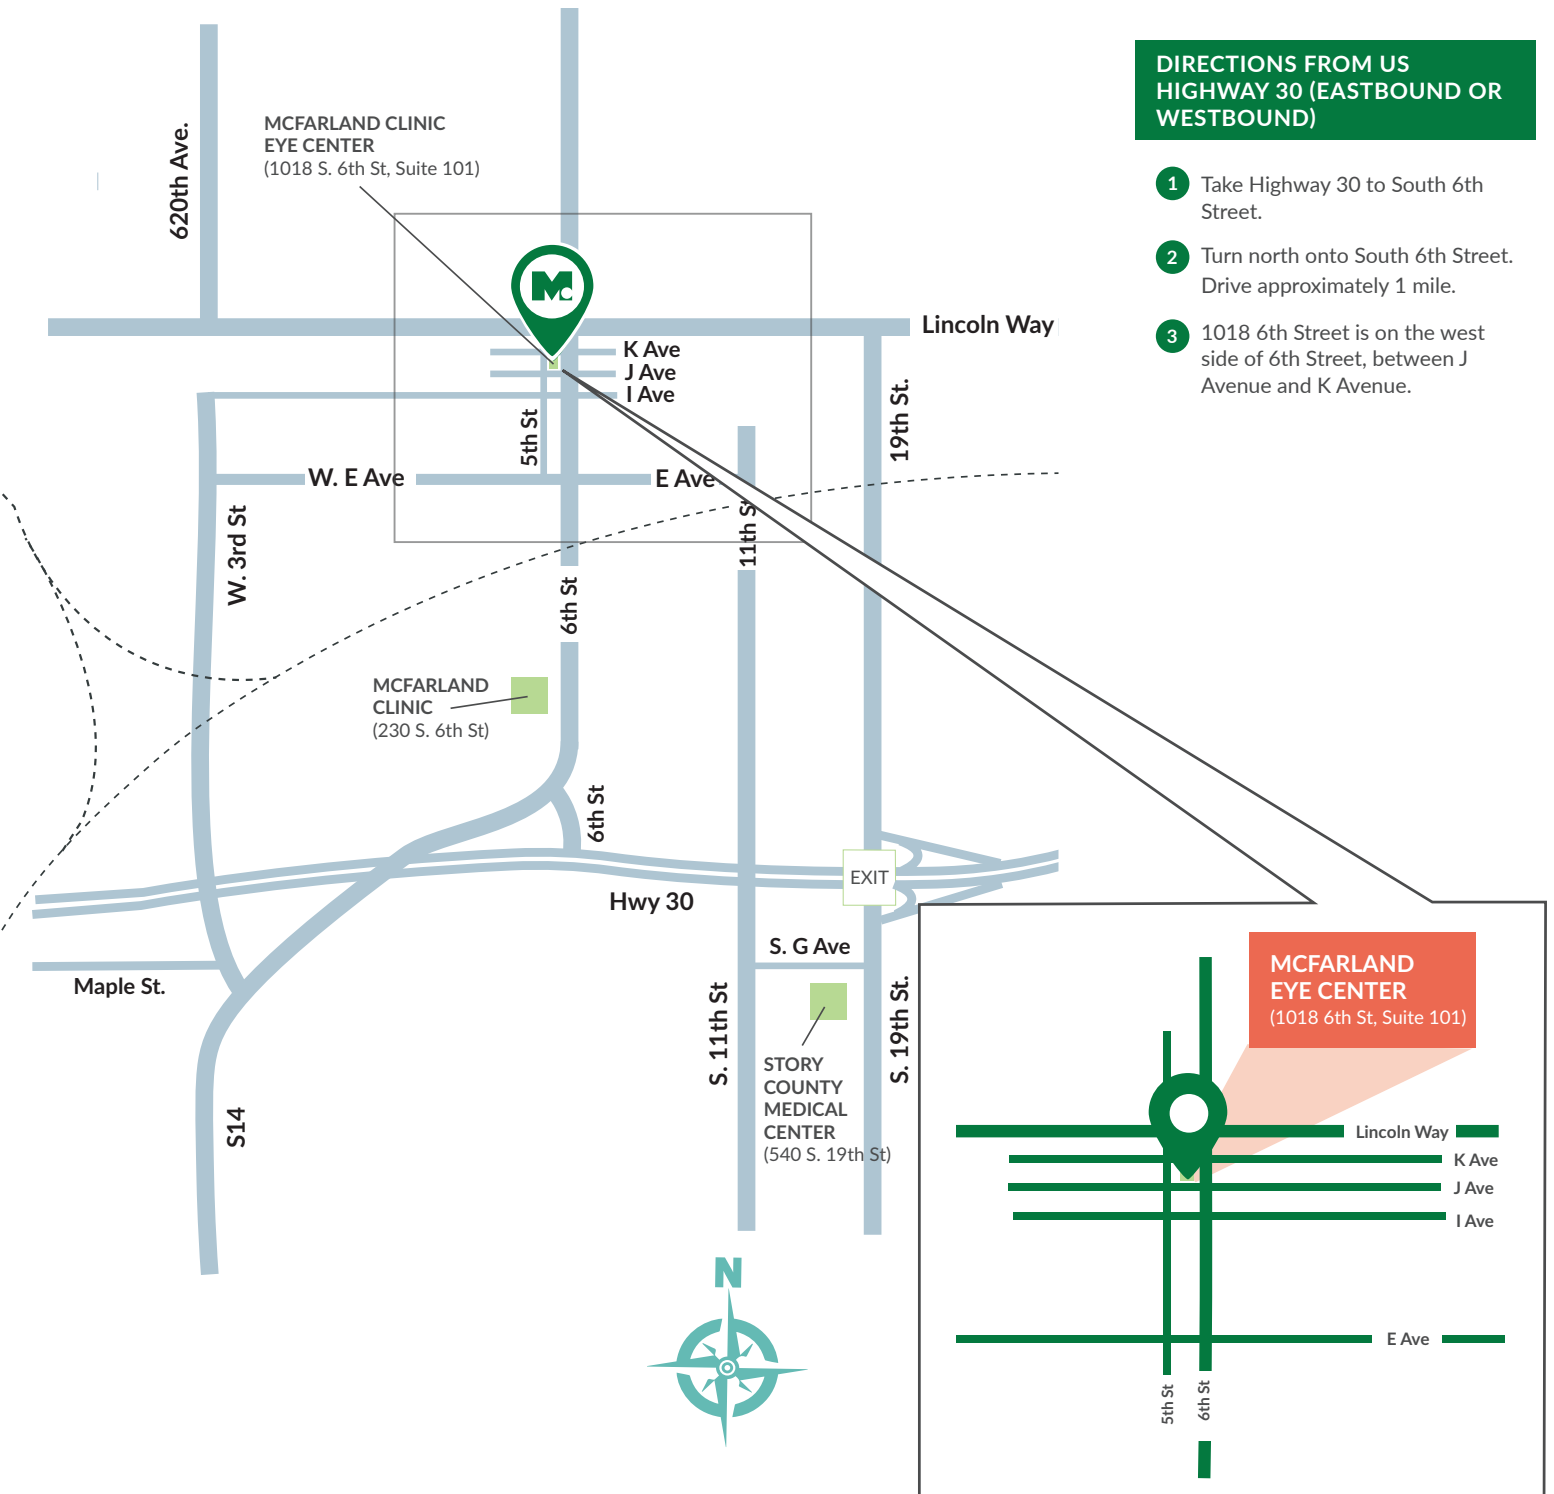 DIRECTIONS FROM US
HIGHWAY 30 (EASTBOUND OR
WESTBOUND)
1 Take Highway 30 to South 6th
Street.
2 Turn north onto South 6th Street.
Drive approximately 1 mile.
3 1018 6th Street is on the west
side of 6th Street, between J
Avenue and K Avenue.
MCFARLAND CLINIC
EYE CENTER
(1018 S. 6th St, Suite 101)
620th Ave.
Mc
Lincoln Way
K Ave
J Ave
I Ave
5th St
19th St.
W. E Ave
E Ave
W. 3rd St
11th St
6th St
MCFARLAND
CLINIC
(230 S. 6th St)
6th St
EXIT
Hwy 30
S. G Ave
Maple St.
S. 11th St
S. 19th St.
STORY
COUNTY
MEDICAL
CENTER
(540 S. 19th St)
S14
N
MCFARLAND
EYE CENTER
(1018 6th St, Suite 101)
Lincoln Way
K Ave
J Ave
I Ave
E Ave
5th St
6th St